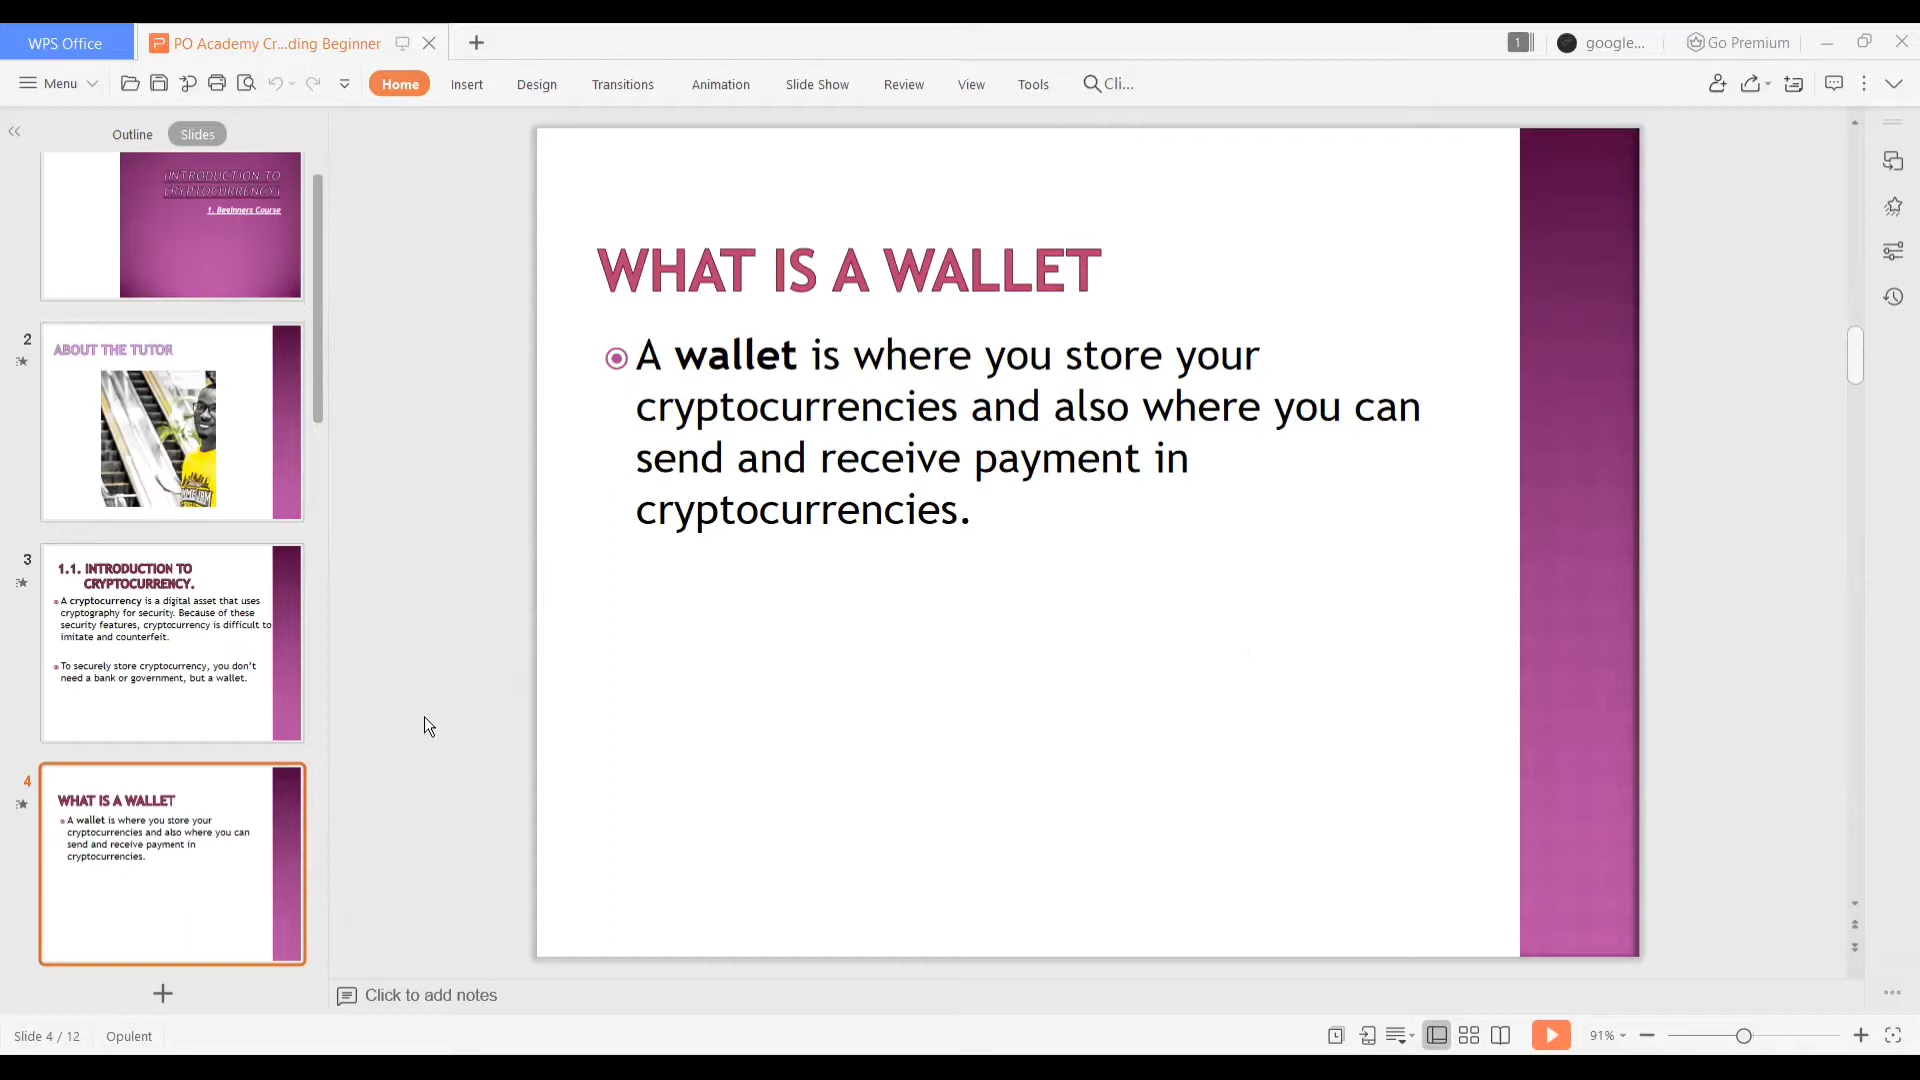 WPS Office
PO Academy Cr...ding Beginner
1
google...
Go Premium
Menu
Home
Insert
Design
Transitions
Animation
Slide Show
Review
View
Tools
Cli...
Outline
Slides
(INTRODUCTION TO
CRYPTOCURRENCY)
1. Beginners Course
2
ABOUT THE TUTOR
3
1.1. INTRODUCTION TO
CRYPTOCURRENCY.
A cryptocurrency is a digital asset that uses
cryptography for security. Because of these
security features, cryptocurrency is difficult to
imitate and counterfeit.
To securely store cryptocurrency, you don't
need a bank or government, but a wallet.
4
WHAT IS A WALLET
A wallet is where you store your
cryptocurrencies and also where you can
send and receive payment in
cryptocurrencies.
WHAT IS A WALLET
A wallet is where you store your
cryptocurrencies and also where you can
send and receive payment in
cryptocurrencies.
Click to add notes
Slide 4 / 12
Opulent
91%